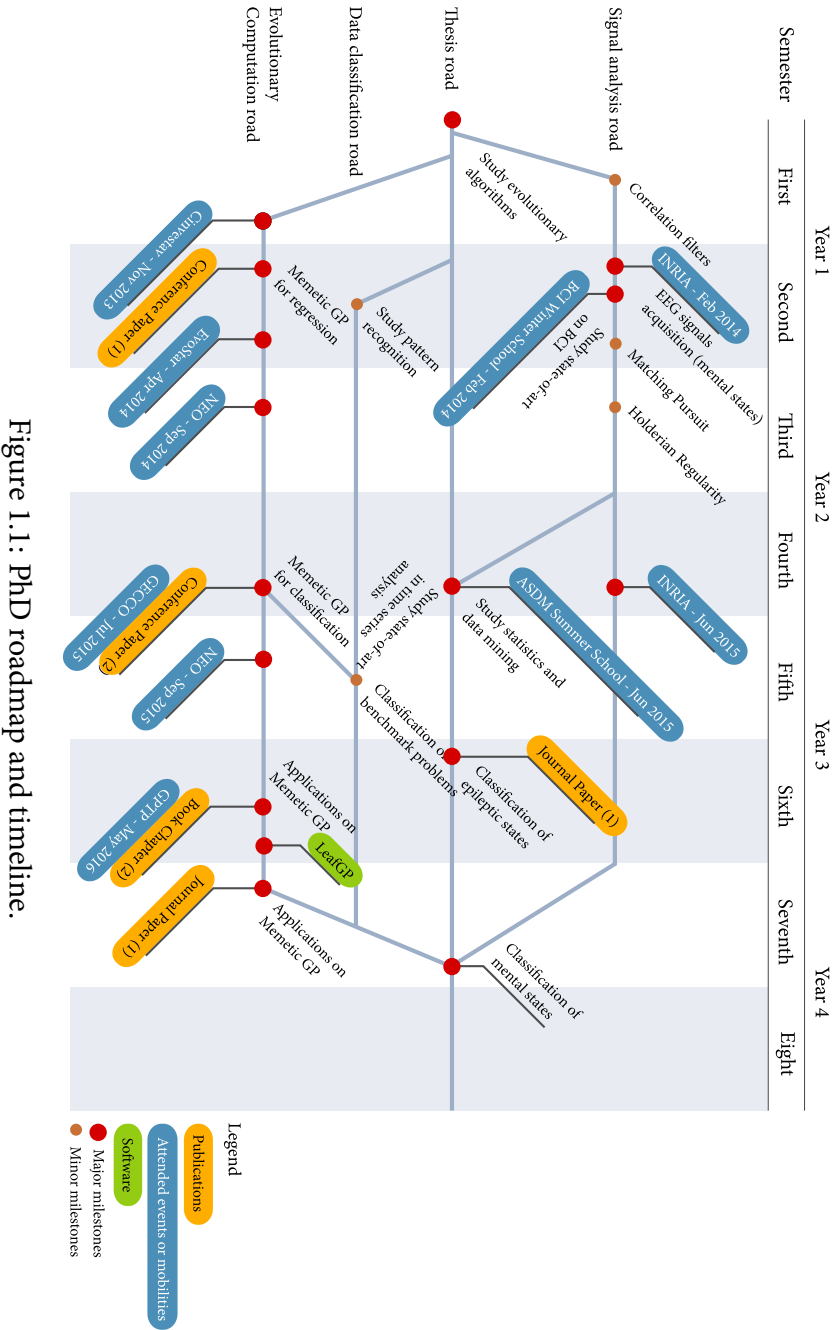 Year 1
Year 2
Year 3
Year 4
Semester
First
Second
Third
Fourth
Fifth
Sixth
Seventh
Eight
Signal analysis road
Correlation filters
INRIA - Feb 2014
EEG signals
acquisition (mental states)
BCI Winter School - Feb 2014
Study state-of-art
on BCI
Matching Pursuit
Holderian Regularity
INRIA - Jun 2015
Thesis road
Study evolutionary
algorithms
ASDM Summer School - Jun 2015
Study statistics and
data mining
Journal Paper (1)
Classification of
epileptic states
Classification of
mental states
Data classification road
Study pattern
recognition
Study state-of-art
in time series
analysis
Classification of
benchmark problems
Evolutionary
Computation road
Cinvestav - Nov 2013
Conference Paper (1)
Memetic GP
for regression
EvoStar - Apr 2014
NEO - Sep 2014
Memetic GP
for classification
Conference Paper (2)
GECCO - Jul 2015
NEO - Sep 2015
Applications on
Memetic GP
Book Chapter (2)
GPTP - May 2016
LeafGP
Journal Paper (1)
Applications on
Memetic GP
Legend
Publications
Attended events or mobilities
Software
Major milestones
Minor milestones
Figure 1.1: PhD roadmap and timeline.